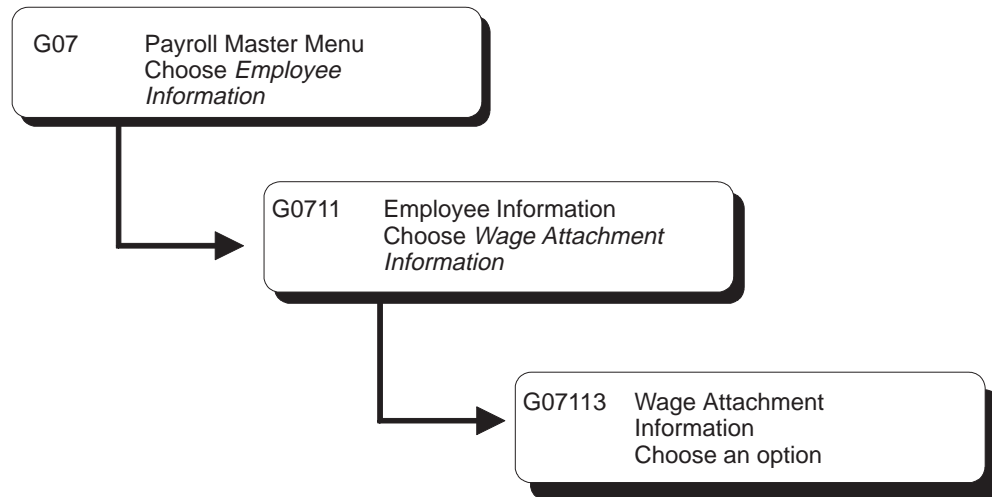 G07 Payroll Master Menu
Choose Employee
Information
G0711 Employee Information
Choose Wage Attachment
Information
G07113 Wage Attachment
Information
Choose an option